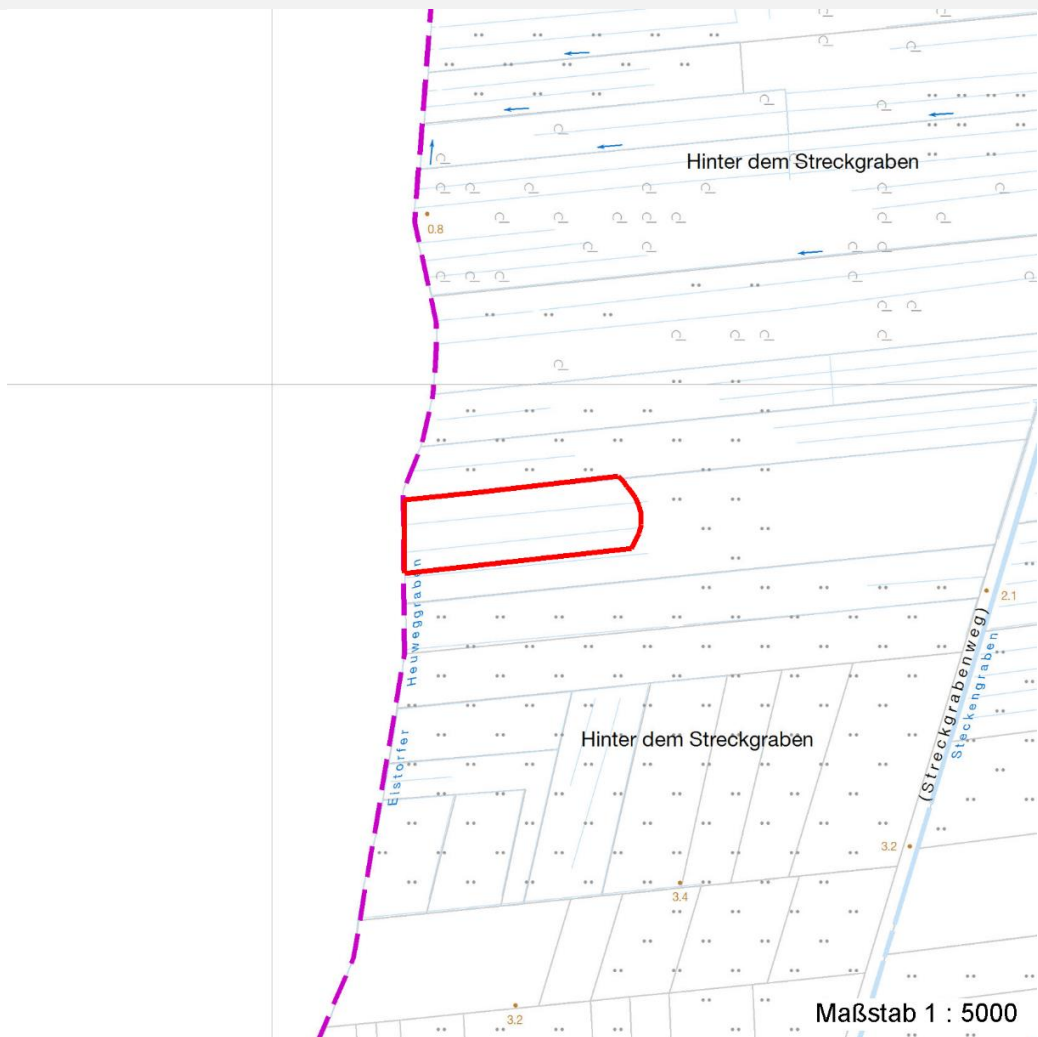 Hinter dem Streckgraben
0.8
2.1
Eistorfer Heuweggraben
(Streckgrabenweg)
Steckengraben
Hinter dem Streckgraben
3.2
3.4
3.2
Maßstab 1 : 5000